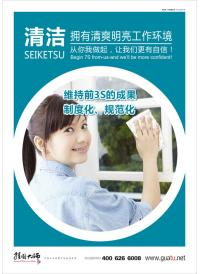 清洁
SEIKETSU
拥有清爽明亮工作环境
从你我做起，让我们更有自信！
Begin 7S from-us-and we'll be more confident!
维持前3S的成果
制度化、规范化
400 626 6008
www.guatu.net